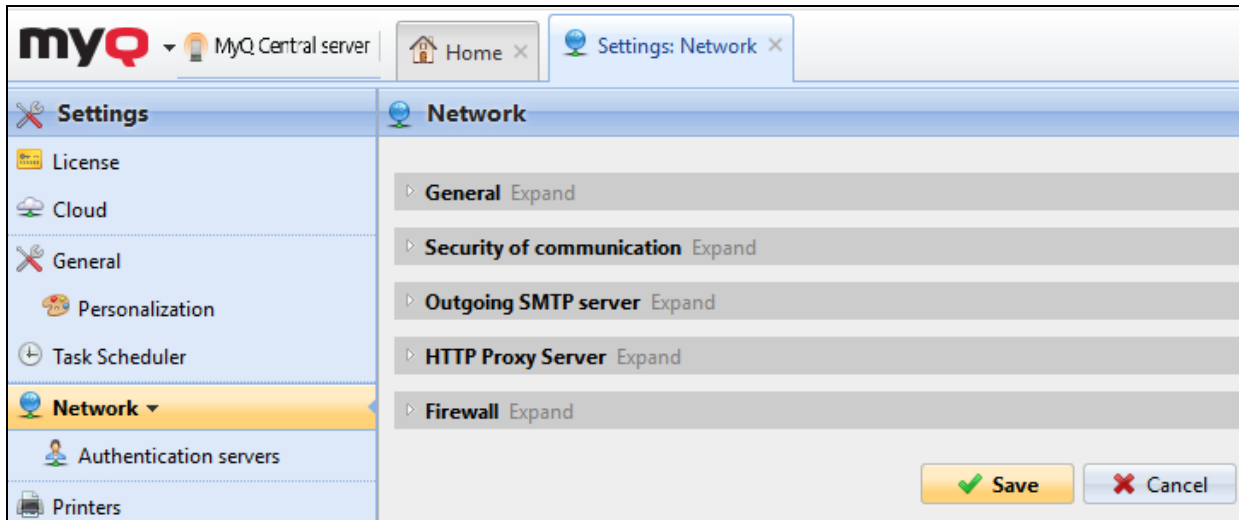 myQ MyQ Central server Home Settings: Network
Settings
License
Cloud
General
Personalization
Task Scheduler
Network
Authentication servers
Printers
Network
General Expand
Security of communication Expand
Outgoing SMTP server Expand
HTTP Proxy Server Expand
Firewall Expand
Save Cancel